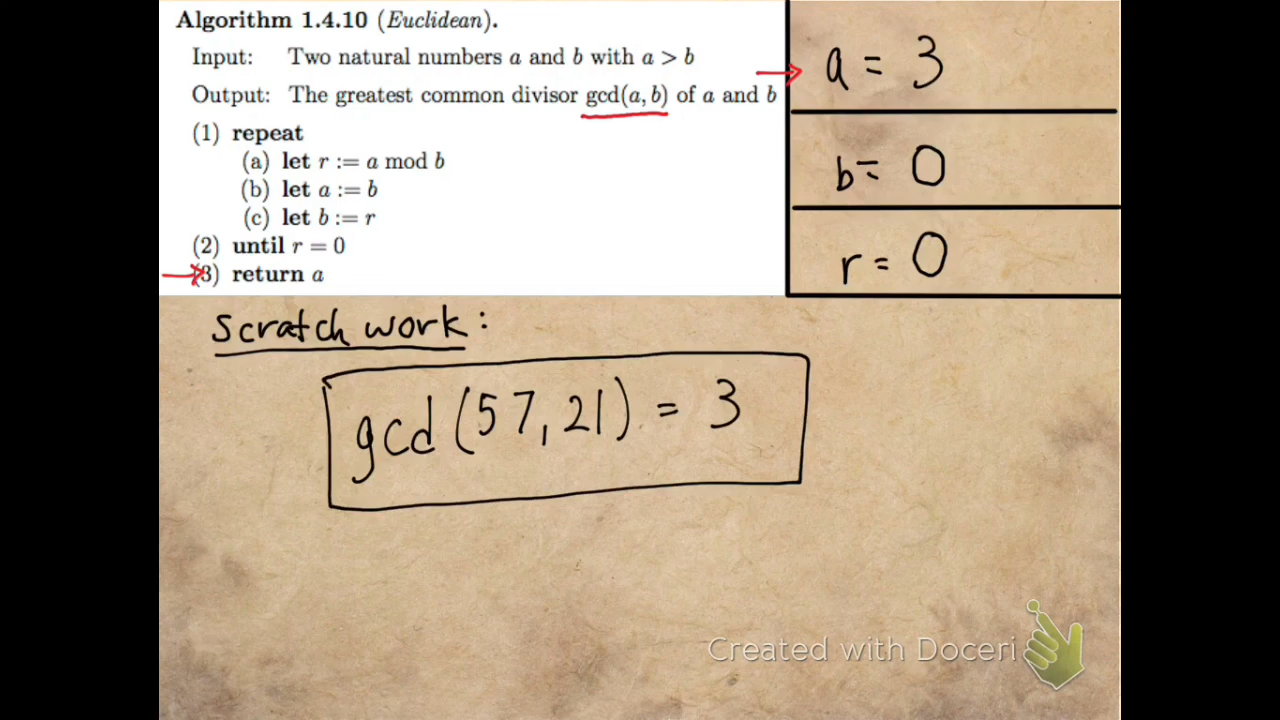 Algorithm 1.4.10 (Euclidean).
Input: Two natural numbers a and b with a > b
Output: The greatest common divisor gcd(a, b) of a and b
(1) repeat
(a) let r := a mod b
(b) let a := b
(c) let b := r
(2) until r = 0
(3) return a
a = 3
b = 0
r = 0
Scratch work:
gcd(57,21) = 3
Created with Doceri